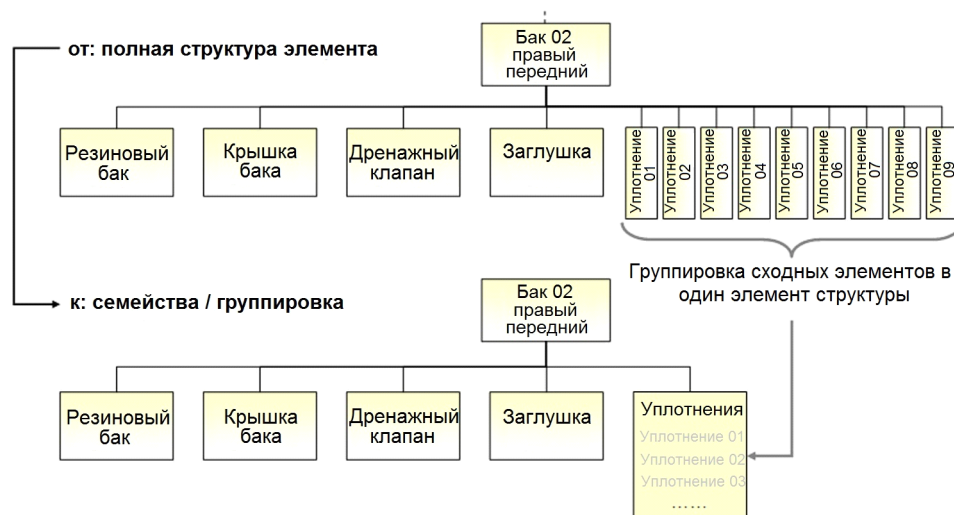 от: полная структура элемента
Бак 02
правый
передний
Резиновый
бак
Крышка
бака
Дренажный
клапан
Заглушка
Уплотнение
01
Уплотнение
02
Уплотнение
03
Уплотнение
04
Уплотнение
05
Уплотнение
06
Уплотнение
07
Уплотнение
08
Уплотнение
09
Группировка сходных элементов в
один элемент структуры
к: семейства / группировка
Бак 02
правый
передний
Резиновый
бак
Крышка
бака
Дренажный
клапан
Заглушка
Уплотнения
Уплотнение 01
Уплотнение 02
Уплотнение 03
......